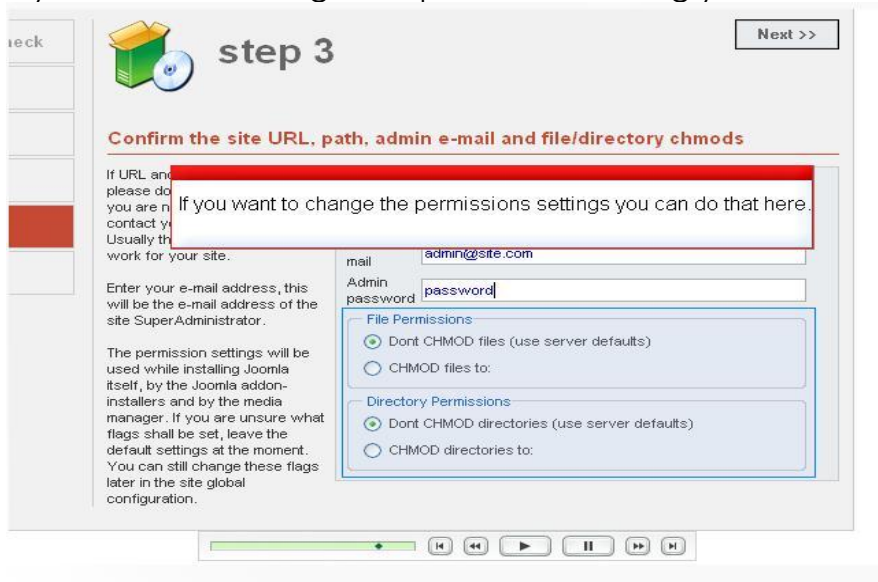 step 3
Next >>
Confirm the site URL, path, admin e-mail and file/directory chmods
If URL
please do
you are
contact
Usually
work for your site.
Enter your e-mail address, this
will be the e-mail address of the
site SuperAdministrator.
The permission settings will be
used while installing Joomla
itself, by the Joomla addon-
installers and by the media
manager. If you are unsure what
flags shall be set, leave the
default settings at the moment.
You can still change these flags
later in the site global
configuration.
If you want to change the permissions settings you can do that here.
mail
admin@site.com
Admin
password
password
File Permissions
Dont CHMOD files (use server defaults)
CHMOD files to:
Directory Permissions
Dont CHMOD directories (use server defaults)
CHMOD directories to: